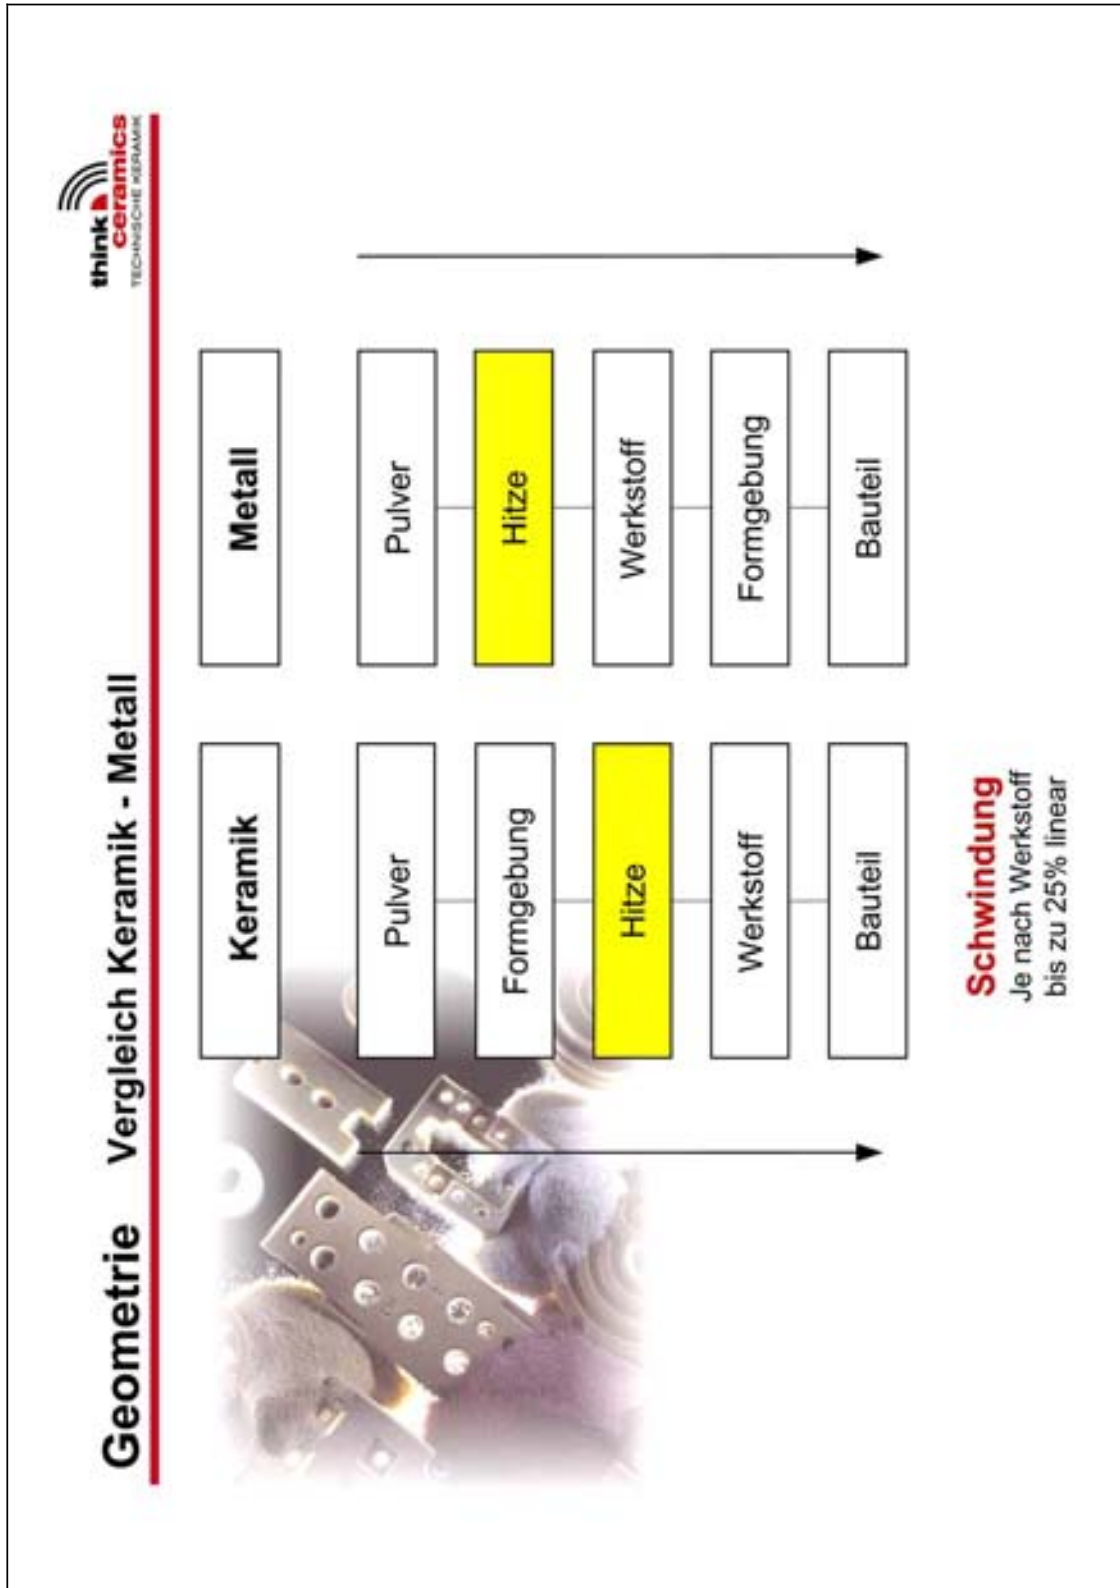 think
ceramics
TECHNISCHE KERAMIK
Geometrie Vergleich Keramik - Metall
Keramik
Pulver
Formgebung
Hitze
Werkstoff
Bauteil
Schwindung
Je nach Werkstoff
bis zu 25% linear
Metall
Pulver
Hitze
Werkstoff
Formgebung
Bauteil